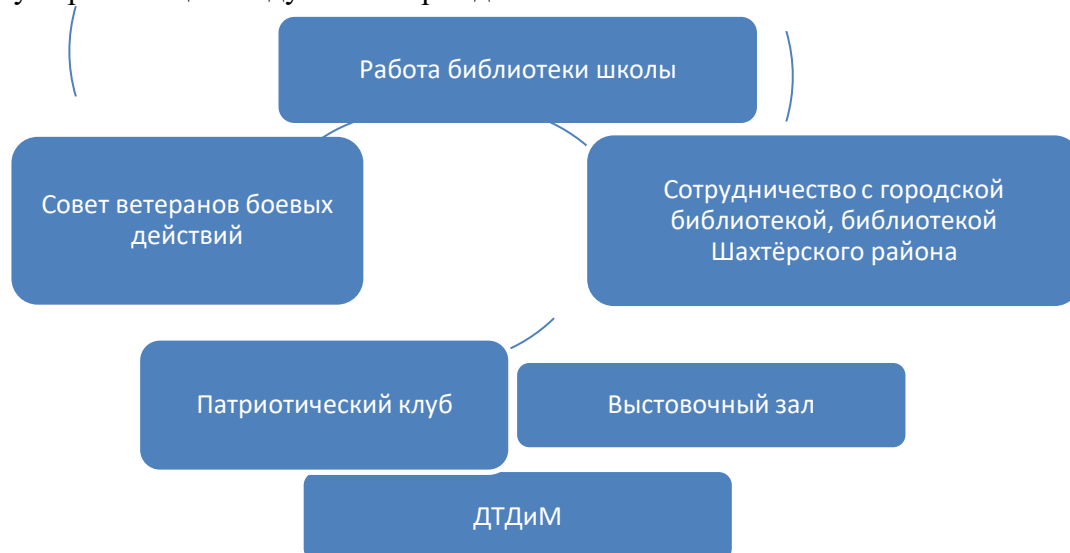 Работа библиотеки школы
Совет ветеранов боевых
действий
Сотрудничество с городской
библиотекой, библиотекой
Шахтёрского района
Патриотический клуб
Выстовочный зал
ДТДиМ